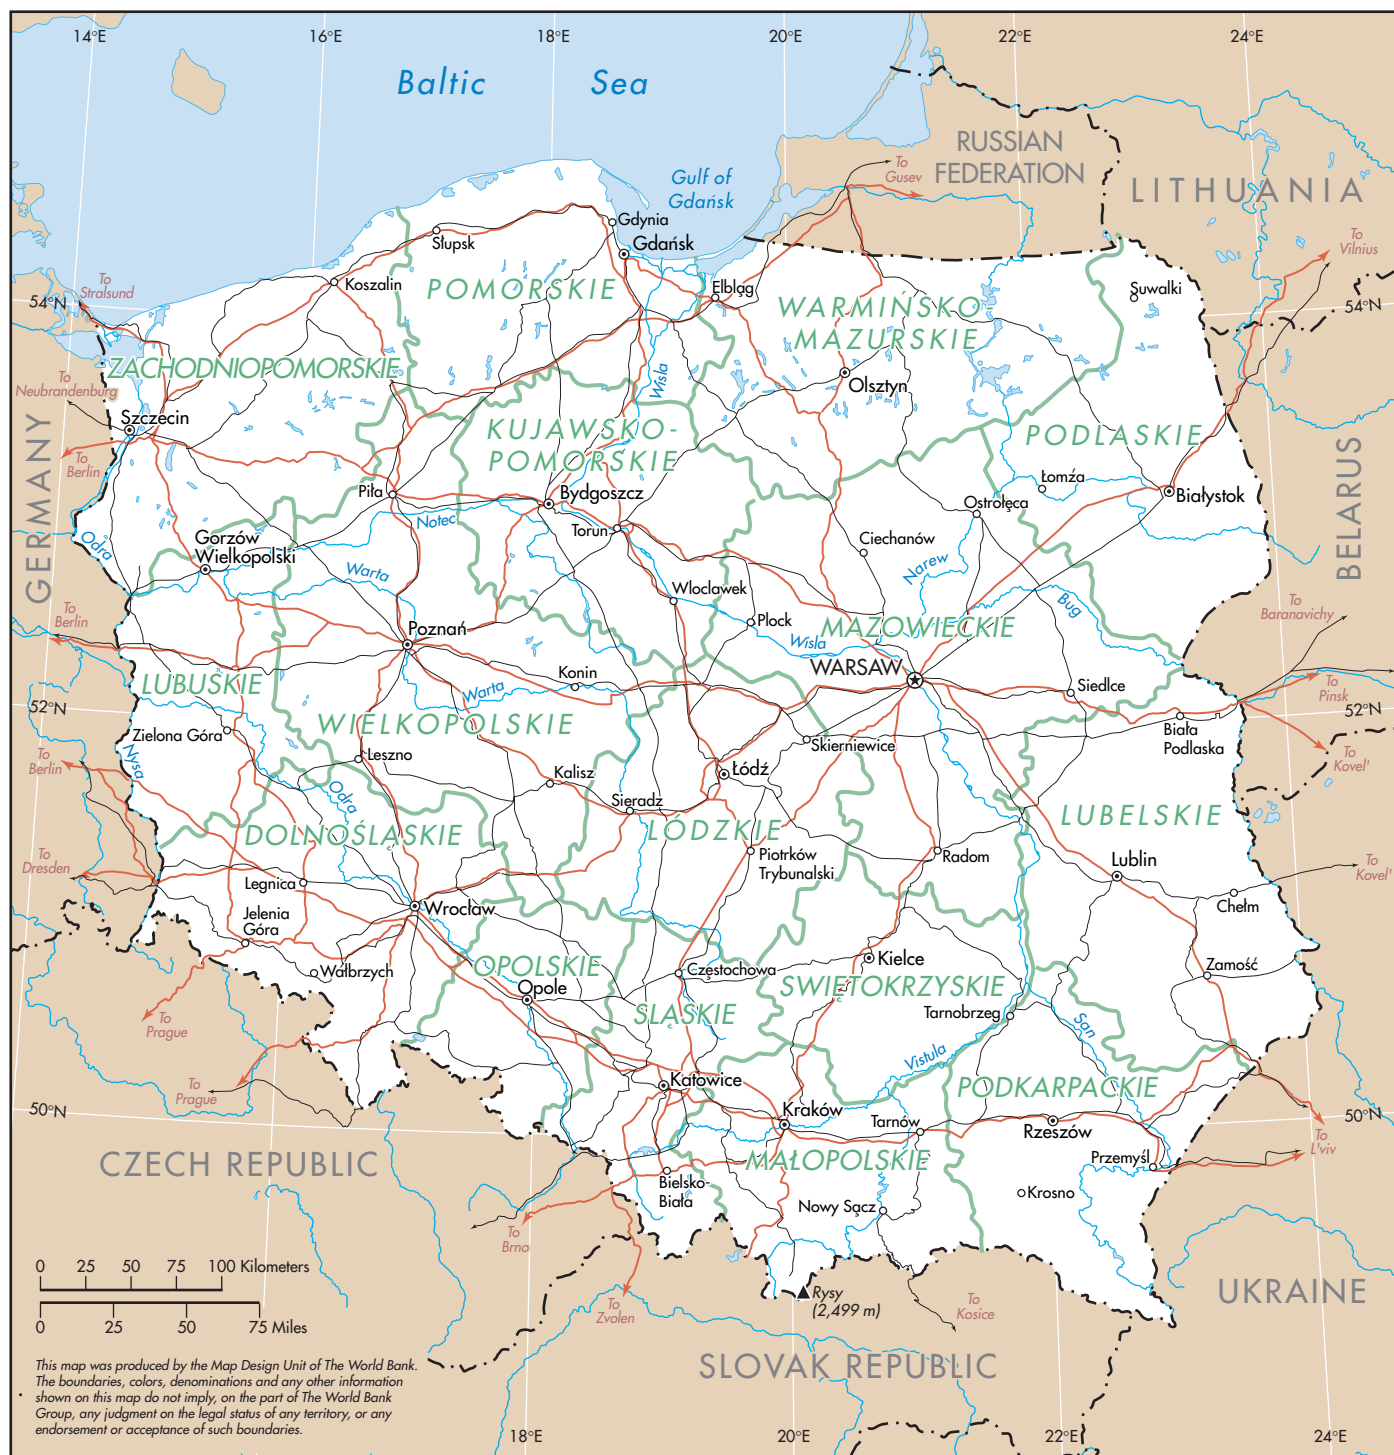 14°E
16°E
18°E
20°E
22°E
24°E
Baltic Sea
RUSSIAN
FEDERATION
To
Gusev
LITHUANIA
Gulf of
Gdańsk
Gdynia
Gdańsk
Słupsk
To
Vilnius
To
Stralsund
54°N
Koszalin
POMORSKIE
Elbląg
WARMIŃSKO-
MAZURSKIE
Suwalki
54°N
ZACHODNIOPOMORSKIE
To
Neubrandenburg
Wisla
Olsztyn
Szczecin
To
Berlin
GERMANY
KUJAWSKO-
POMORSKIE
PODLASKIE
BELARUS
Piła
Bydgoszcz
Łomża
Białystok
Ostrołęca
Notec
Torun
Odra
Gorzów
Wielkopolski
Ciechanów
Narew
Warta
Wloclawek
Bug
To
Berlin
To
Baranavichy
Plock
Poznań
Wisla
MAZOWIECKIE
WARSAW
LUBUSKIE
Konin
Warta
Siedlce
To
Pinsk
52°N
WIELKOPOLSKIE
52°N
Zielona Góra
Skierniewice
Biała
Podlaska
To
Kovel'
Nysa
To
Berlin
Leszno
Kalisz
Łódź
Odra
Sieradz
DOLNOŚLĄSKIE
LÓDZKIE
LUBELSKIE
To
Dresden
Piotrków
Trybunalski
Radom
Lublin
To
Kovel'
Legnica
Chełm
Jelenia
Góra
Wrocław
Wałbrzych
OPOLSKIE
Opole
Częstochowa
Kielce
SWIĘTOKRZYSKIE
Zamość
ŚLĄSKIE
Tarnobrzeg
San
To
Prague
Vistula
To
Prague
Katowice
PODKARPACKIE
50°N
Kraków
Tarnów
Rzeszów
50°N
CZECH REPUBLIC
MAŁOPOLSKIE
Przemyśl
To
L'viv
Bielsko-
Biała
Nowy Sącz
Krosno
To
Brno
0 25 50 75 100 Kilometers
0 25 50 75 Miles
Rysy
(2,499 m)
To
Zvolen
To
Kosice
UKRAINE
SLOVAK REPUBLIC
This map was produced by the Map Design Unit of The World Bank.
The boundaries, colors, denominations and any other information
shown on this map do not imply, on the part of The World Bank
Group, any judgment on the legal status of any territory, or any
endorsement or acceptance of such boundaries.
18°E
20°E
22°E
24°E